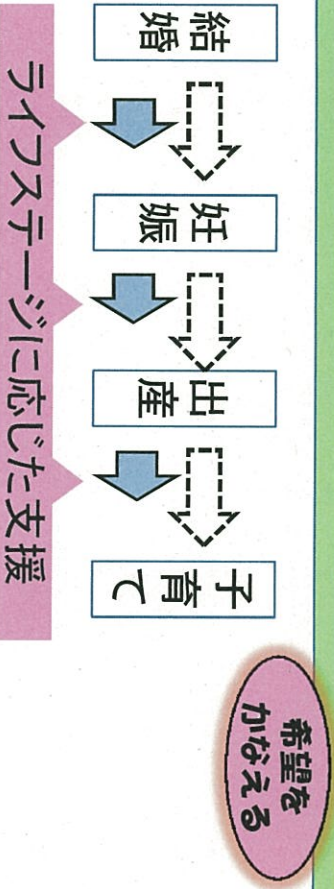 希望を
かなえる
結婚
妊娠
出産
子育て
ライフステージに応じた支援